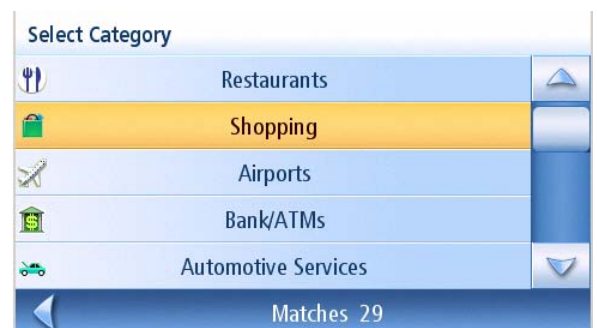 Select Category
Restaurants
Shopping
Airports
Bank/ATMs
Automotive Services
Matches 29